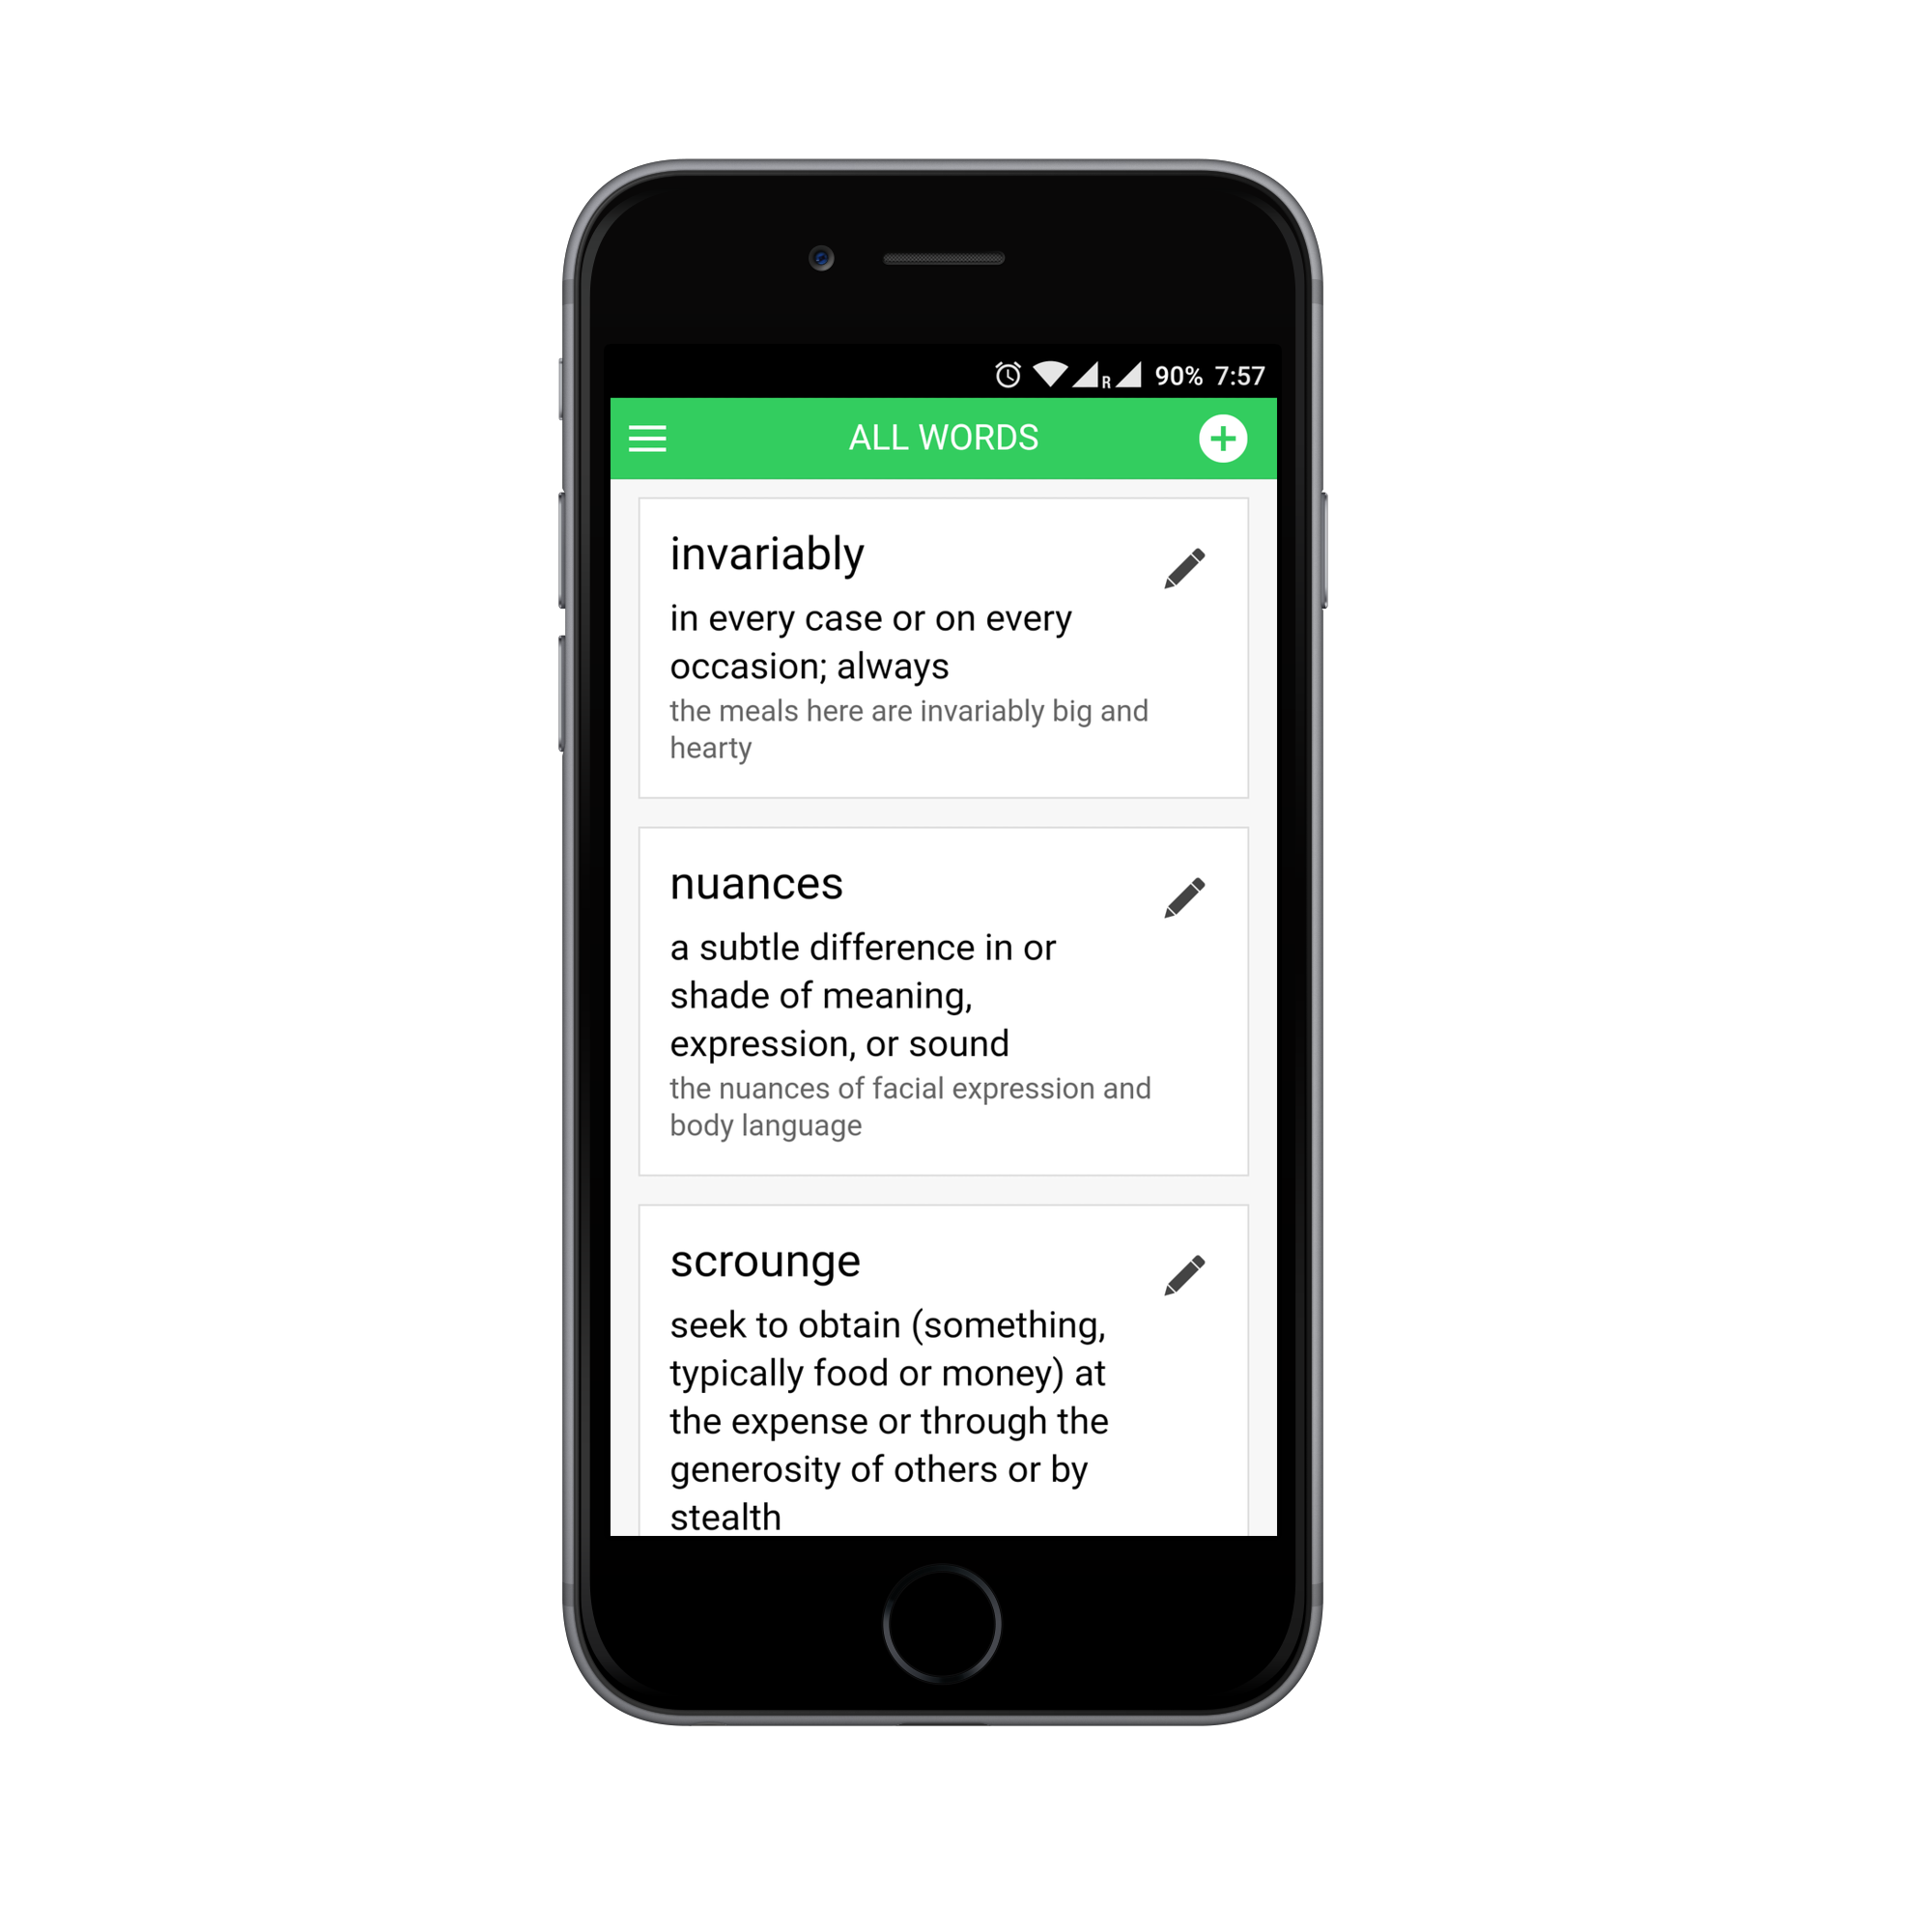 R 90% 7:57
ALL WORDS
invariably
in every case or on every
occasion; always
the meals here are invariably big and
hearty
nuances
a subtle difference in or
shade of meaning,
expression, or sound
the nuances of facial expression and
body language
scrounge
seek to obtain (something,
typically food or money) at
the expense or through the
generosity of others or by
stealth